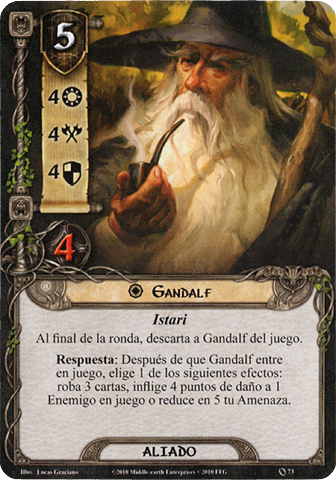 5
4
4
4
4
GANDALF
Istari
Al final de la ronda, descarta a Gandalf del juego.
Respuesta: Después de que Gandalf entre
en juego, elige 1 de los siguientes efectos:
roba 3 cartas, inflige 4 puntos de daño a 1
Enemigo en juego o reduce en 5 tu Amenaza.
Illus. Lucas Graciano ©2010 Middle-earth Enterprises ©2010 FFG 73
ALIADO